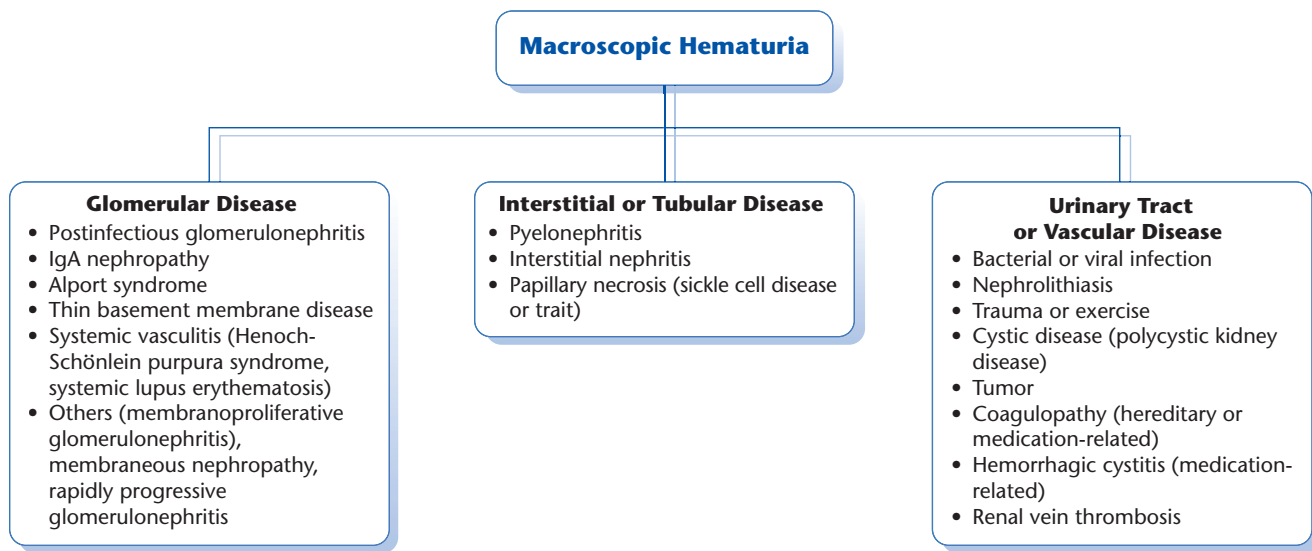 Macroscopic Hematuria
Glomerular Disease
• Postinfectious glomerulonephritis
• IgA nephropathy
• Alport syndrome
• Thin basement membrane disease
• Systemic vasculitis (Henoch-
Schönlein purpura syndrome,
systemic lupus erythematosis)
• Others (membranoproliferative
glomerulonephritis),
membraneous nephropathy,
rapidly progressive
glomerulonephritis
Interstitial or Tubular Disease
• Pyelonephritis
• Interstitial nephritis
• Papillary necrosis (sickle cell disease
or trait)
Urinary Tract
or Vascular Disease
• Bacterial or viral infection
• Nephrolithiasis
• Trauma or exercise
• Cystic disease (polycystic kidney
disease)
• Tumor
• Coagulopathy (hereditary or
medication-related)
• Hemorrhagic cystitis (medication-
related)
• Renal vein thrombosis